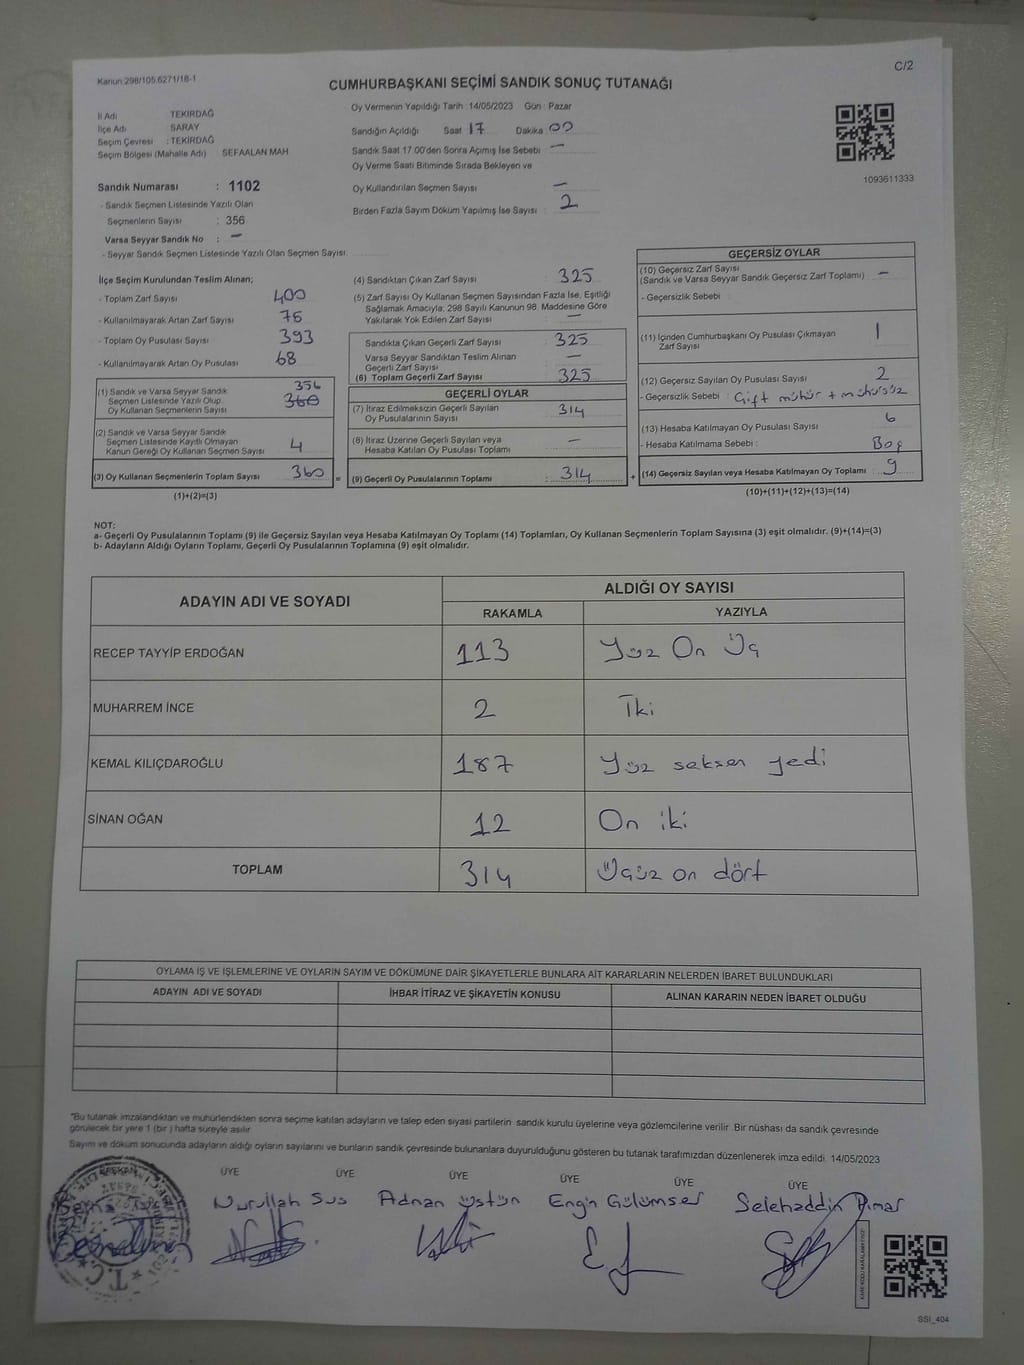 Kanun:298/105.6271/18-1
C/2
CUMHURBAŞKANI SEÇİMİ SANDIK SONUÇ TUTANAĞI
İl Adı TEKİRDAĞ
İlçe Adı SARAY
Seçim Çevresi : TEKİRDAĞ
Seçim Bölgesi (Mahalle Adı) SEFAALAN MAH
Oy Vermenin Yapıldığı Tarih : 14/05/2023 Gün : Pazar
Sandığın Açıldığı Saat 17 Dakika 00
Sandık Saat 17.00'den Sonra Açmış İse Sebebi : —
Oy Verme Saati Bitiminde Sırada Bekleyen ve
Oy Kullandırılan Seçmen Sayısı —
Birden Fazla Sayım Döküm Yapılmış İse Sayısı : 2
1093611333
Sandık Numarası : 1102
- Sandık Seçmen Listesinde Yazılı Olan
Seçmenlerin Sayısı : 356
Varsa Seyyar Sandık No : —
- Seyyar Sandık Seçmen Listesinde Yazılı Olan Seçmen Sayısı:
İlçe Seçim Kurulundan Teslim Alınan;
- Toplam Zarf Sayısı 400
- Kullanılmayarak Artan Zarf Sayısı 75
- Toplam Oy Pusulası Sayısı 393
- Kullanılmayarak Artan Oy Pusulası 68
(1) Sandık ve Varsa Seyyar Sandık
Seçmen Listesinde Yazılı Olup
Oy Kullanan Seçmenlerin Sayısı 356 360
(2) Sandık ve Varsa Seyyar Sandık
Seçmen Listesinde Kayıtlı Olmayan
Kanun Gereği Oy Kullanan Seçmen Sayısı 4
(3) Oy Kullanan Seçmenlerin Toplam Sayısı 360 =
(1)+(2)=(3)
(4) Sandıktan Çıkan Zarf Sayısı : 325
(5) Zarf Sayısı Oy Kullanan Seçmen Sayısından Fazla İse, Eşitliği
Sağlamak Amacıyla; 298 Sayılı Kanunun 98. Maddesine Göre
Yakılarak Yok Edilen Zarf Sayısı : —
Sandıkta Çıkan Geçerli Zarf Sayısı : 325
Varsa Seyyar Sandıktan Teslim Alınan
Geçerli Zarf Sayısı —
(6) Toplam Geçerli Zarf Sayısı 325
GEÇERLİ OYLAR
(7) İtiraz Edilmeksizin Geçerli Sayılan
Oy Pusulalarının Sayısı : 314
(8) İtiraz Üzerine Geçerli Sayılan veya
Hesaba Katılan Oy Pusulası Toplamı —
(9) Geçerli Oy Pusulalarının Toplamı : 314 +
GEÇERSİZ OYLAR
(10) Geçersiz Zarf Sayısı
(Sandık ve Varsa Seyyar Sandık Geçersiz Zarf Toplamı) : —
- Geçersizlik Sebebi :
(11) İçinden Cumhurbaşkanı Oy Pusulası Çıkmayan
Zarf Sayısı 1
(12) Geçersiz Sayılan Oy Pusulası Sayısı 2
- Geçersizlik Sebebi : Çift mühür + mühürsüz
(13) Hesaba Katılmayan Oy Pusulası Sayısı 6
- Hesaba Katılmama Sebebi : Boş
(14) Geçersiz Sayılan veya Hesaba Katılmayan Oy Toplamı : 9
(10)+(11)+(12)+(13)=(14)
NOT:
a- Geçerli Oy Pusulalarının Toplamı (9) ile Geçersiz Sayılan veya Hesaba Katılmayan Oy Toplamı (14) Toplamları, Oy Kullanan Seçmenlerin Toplam Sayısına (3) eşit olmalıdır. (9)+(14)=(3)
b- Adayların Aldığı Oyların Toplamı, Geçerli Oy Pusulalarının Toplamına (9) eşit olmalıdır.
ADAYIN ADI VE SOYADI ALDIĞI OY SAYISI
RAKAMLA YAZIYLA
RECEP TAYYİP ERDOĞAN 113 Yüz On Üç
MUHARREM İNCE 2 İki
KEMAL KILIÇDAROĞLU 187 Yüz seksen yedi
SİNAN OĞAN 12 On iki
TOPLAM 314 Üçyüz on dört
OYLAMA İŞ VE İŞLEMLERİNE VE OYLARIN SAYIM VE DÖKÜMÜNE DAİR ŞİKAYETLERLE BUNLARA AİT KARARLARIN NELERDEN İBARET BULUNDUKLARI
ADAYIN ADI VE SOYADI İHBAR İTİRAZ VE ŞİKAYETİN KONUSU ALINAN KARARIN NEDEN İBARET OLDUĞU
"Bu tutanak imzalandıktan ve mühürlendikten sonra seçime katılan adayların ve talep eden siyasi partilerin sandık kurulu üyelerine veya gözlemcilerine verilir. Bir nüshası da sandık çevresinde
görülecek bir yere 1 (bir) hafta süreyle asılır.
Sayım ve döküm sonucunda adayların aldığı oyların sayılarını ve bunların sandık çevresinde bulunanlara duyurulduğunu gösteren bu tutanak tarafımızdan düzenlenerek imza edildi. 14/05/2023
BAŞKAN ÜYE ÜYE ÜYE ÜYE ÜYE ÜYE
Nurullah Sus Adnan Üstün Engin Gülümser Selehaddin Pınar
T.C
SSİ_404